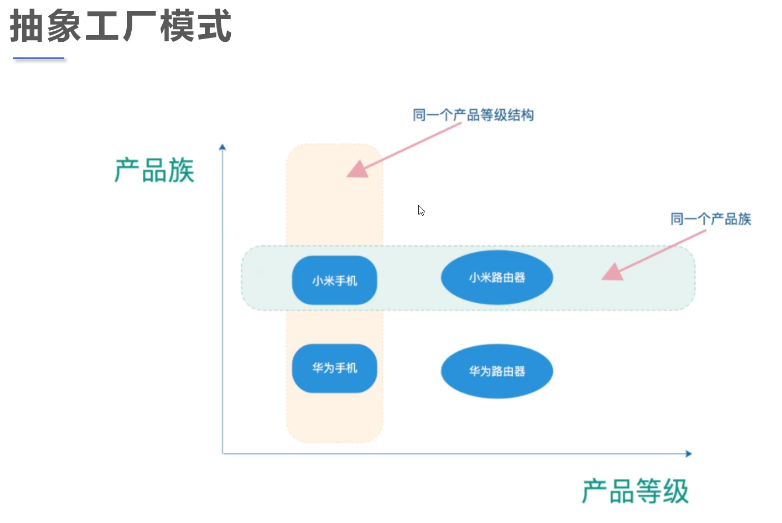 抽象工厂模式
同一个产品等级结构
产品族
同一个产品族
小米手机
小米路由器
华为手机
华为路由器
产品等级